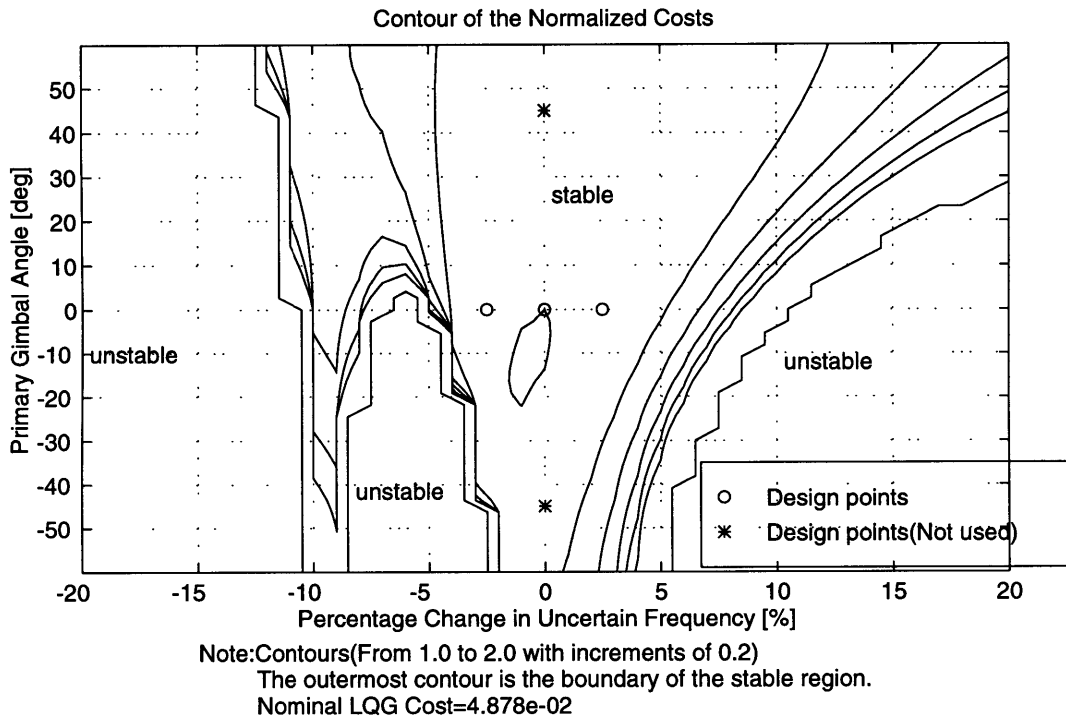 Contour of the Normalized Costs
50
40
30
20
10
0
-10
-20
-30
-40
-50
Primary Gimbal Angle [deg]
stable
unstable
unstable
unstable
Design points
Design points(Not used)
-20 -15 -10 -5 0 5 10 15 20
Percentage Change in Uncertain Frequency [%]
Note:Contours(From 1.0 to 2.0 with increments of 0.2)
The outermost contour is the boundary of the stable region.
Nominal LQG Cost=4.878e-02